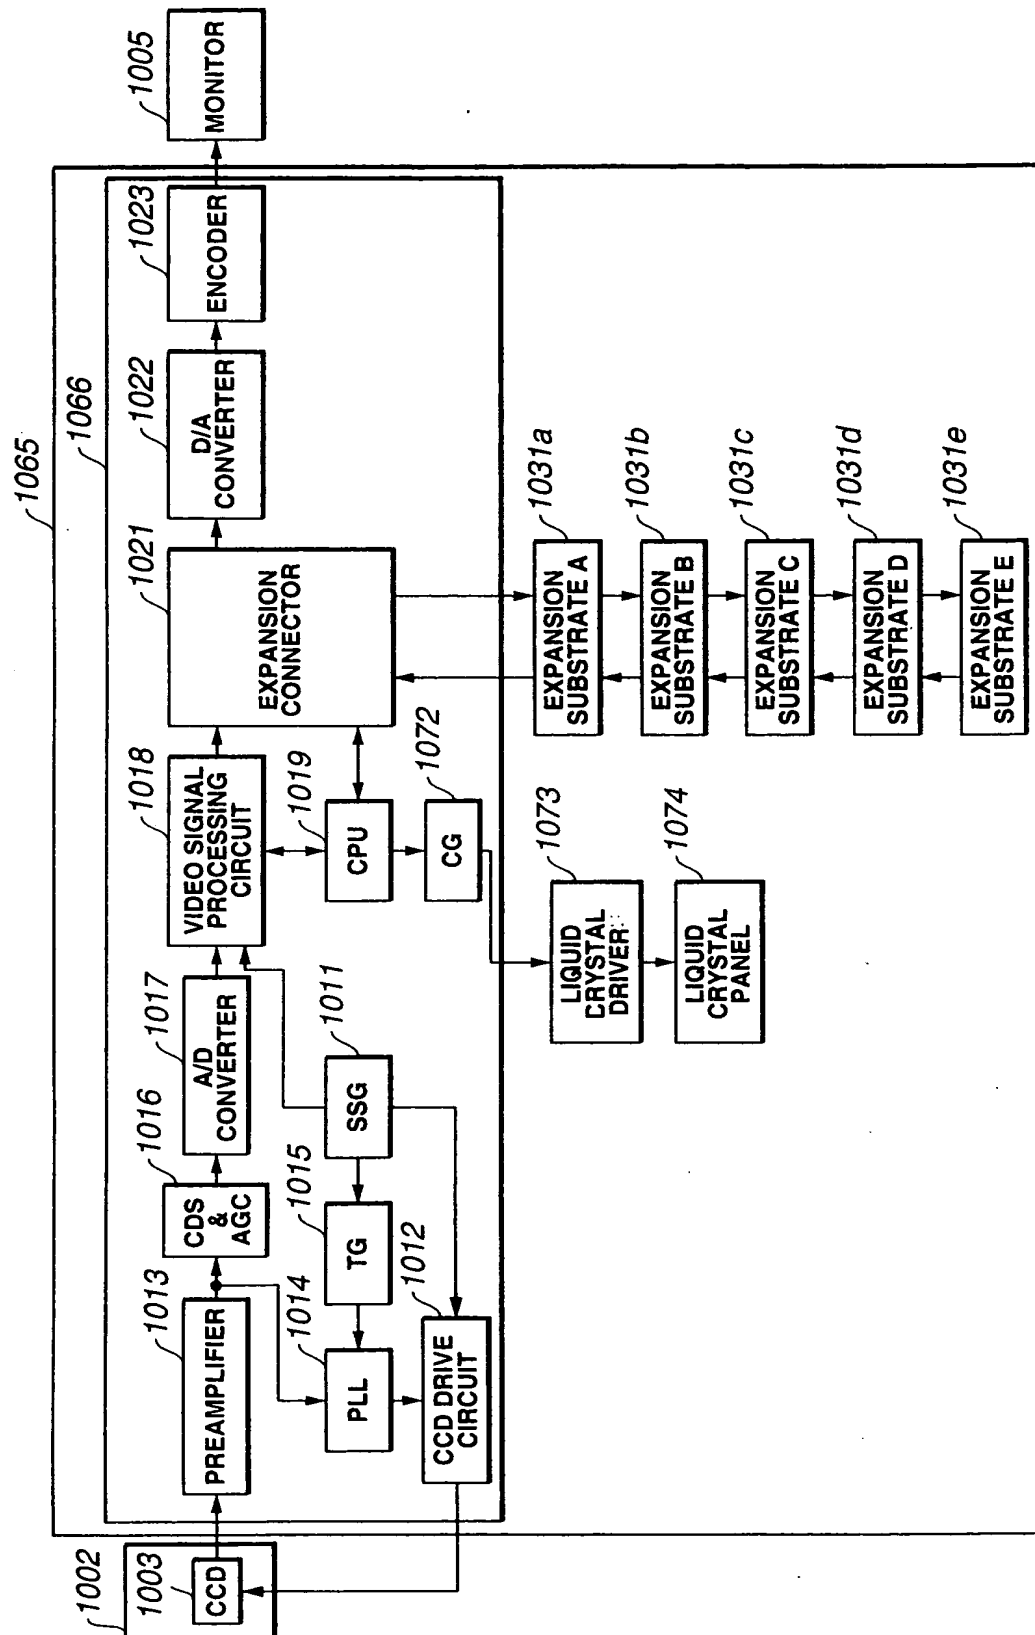 1065
1066
1002
1003
CCD
1013
PREAMPLIFIER
1016
CDS
&
AGC
1017
A/D
CONVERTER
1018
VIDEO SIGNAL
PROCESSING
CIRCUIT
1021
EXPANSION
CONNECTOR
1022
D/A
CONVERTER
1023
ENCODER
1005
MONITOR
1014
PLL
1015
TG
1011
SSG
1019
CPU
1012
CCD DRIVE
CIRCUIT
1072
CG
1073
LIQUID
CRYSTAL
DRIVER
1074
LIQUID
CRYSTAL
PANEL
1031a
EXPANSION
SUBSTRATE A
1031b
EXPANSION
SUBSTRATE B
1031c
EXPANSION
SUBSTRATE C
1031d
EXPANSION
SUBSTRATE D
1031e
EXPANSION
SUBSTRATE E